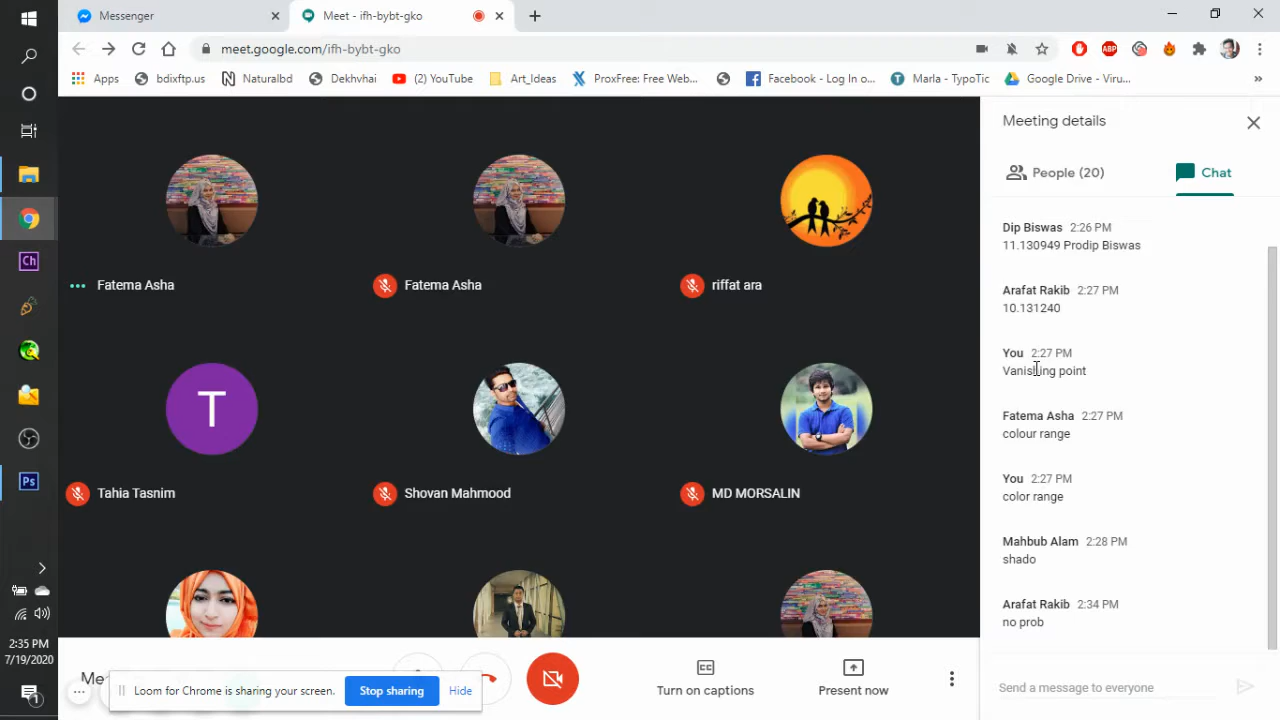 Messenger
Meet - ifh-bybt-gko
meet.google.com/ifh-bybt-gko
ABP
Apps
bdixftp.us
Naturalbd
Dekhvhai
(2) YouTube
Art_Ideas
ProxFree: Free Web...
Facebook - Log In o...
Marla - TypoTic
Google Drive - Viru...
»
Meeting details
People (20)
Chat
Dip Biswas 2:26 PM
11.130949 Prodip Biswas
Arafat Rakib 2:27 PM
10.131240
You 2:27 PM
Vanishing point
Fatema Asha 2:27 PM
colour range
You 2:27 PM
color range
Mahbub Alam 2:28 PM
shado
Arafat Rakib 2:34 PM
no prob
Send a message to everyone
Fatema Asha
Fatema Asha
riffat ara
T
Tahia Tasnim
Shovan Mahmood
MD MORSALIN
Loom for Chrome is sharing your screen.
Stop sharing
Hide
Turn on captions
Present now
Ch
Ps
2:35 PM
7/19/2020
1